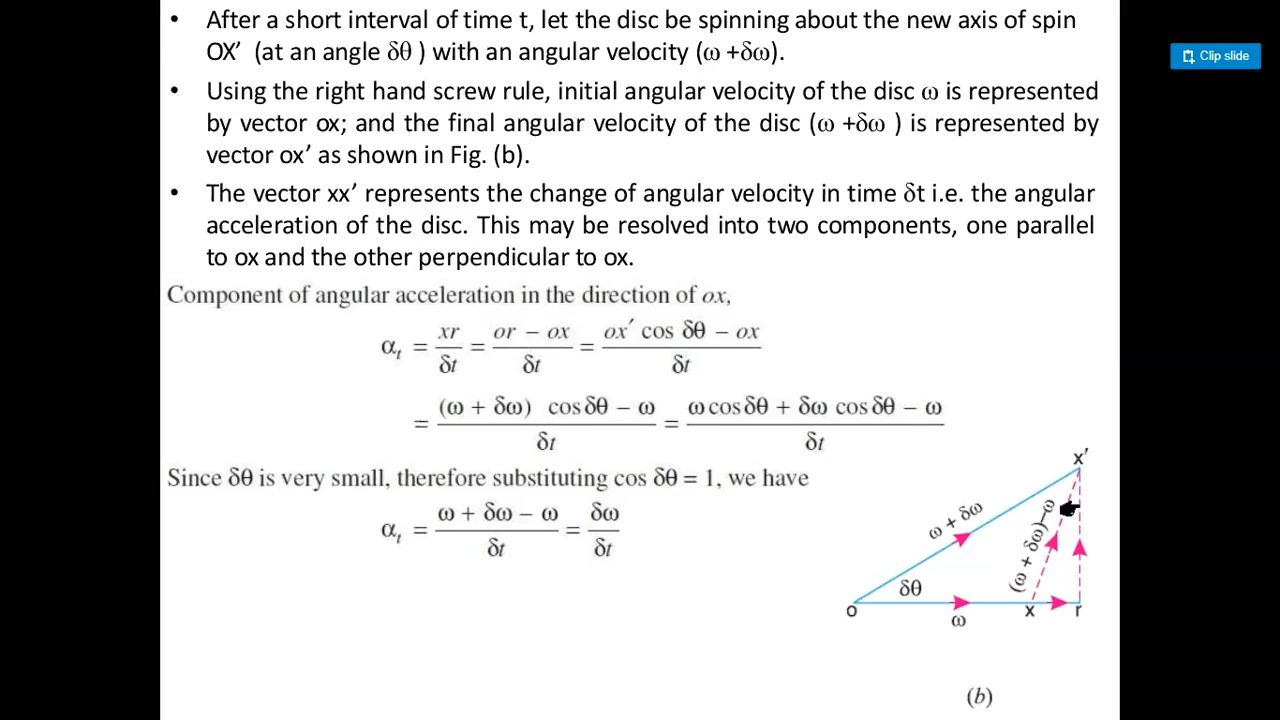 • After a short interval of time t, let the disc be spinning about the new axis of spin
OX’ (at an angle δθ ) with an angular velocity (ω +δω).
• Using the right hand screw rule, initial angular velocity of the disc ω is represented
by vector ox; and the final angular velocity of the disc (ω +δω ) is represented by
vector ox’ as shown in Fig. (b).
• The vector xx’ represents the change of angular velocity in time δt i.e. the angular
acceleration of the disc. This may be resolved into two components, one parallel
to ox and the other perpendicular to ox.
Component of angular acceleration in the direction of ox,
αt = xr/δt = (or − ox)/δt = (ox′ cos δθ − ox)/δt
= ((ω + δω) cos δθ − ω)/δt = (ω cos δθ + δω cos δθ − ω)/δt
Since δθ is very small, therefore substituting cos δθ = 1, we have
αt = (ω + δω − ω)/δt = δω/δt
x′
ω + δω
(ω + δω)−ω
δθ
o
x
r
ω
(b)
Clip slide